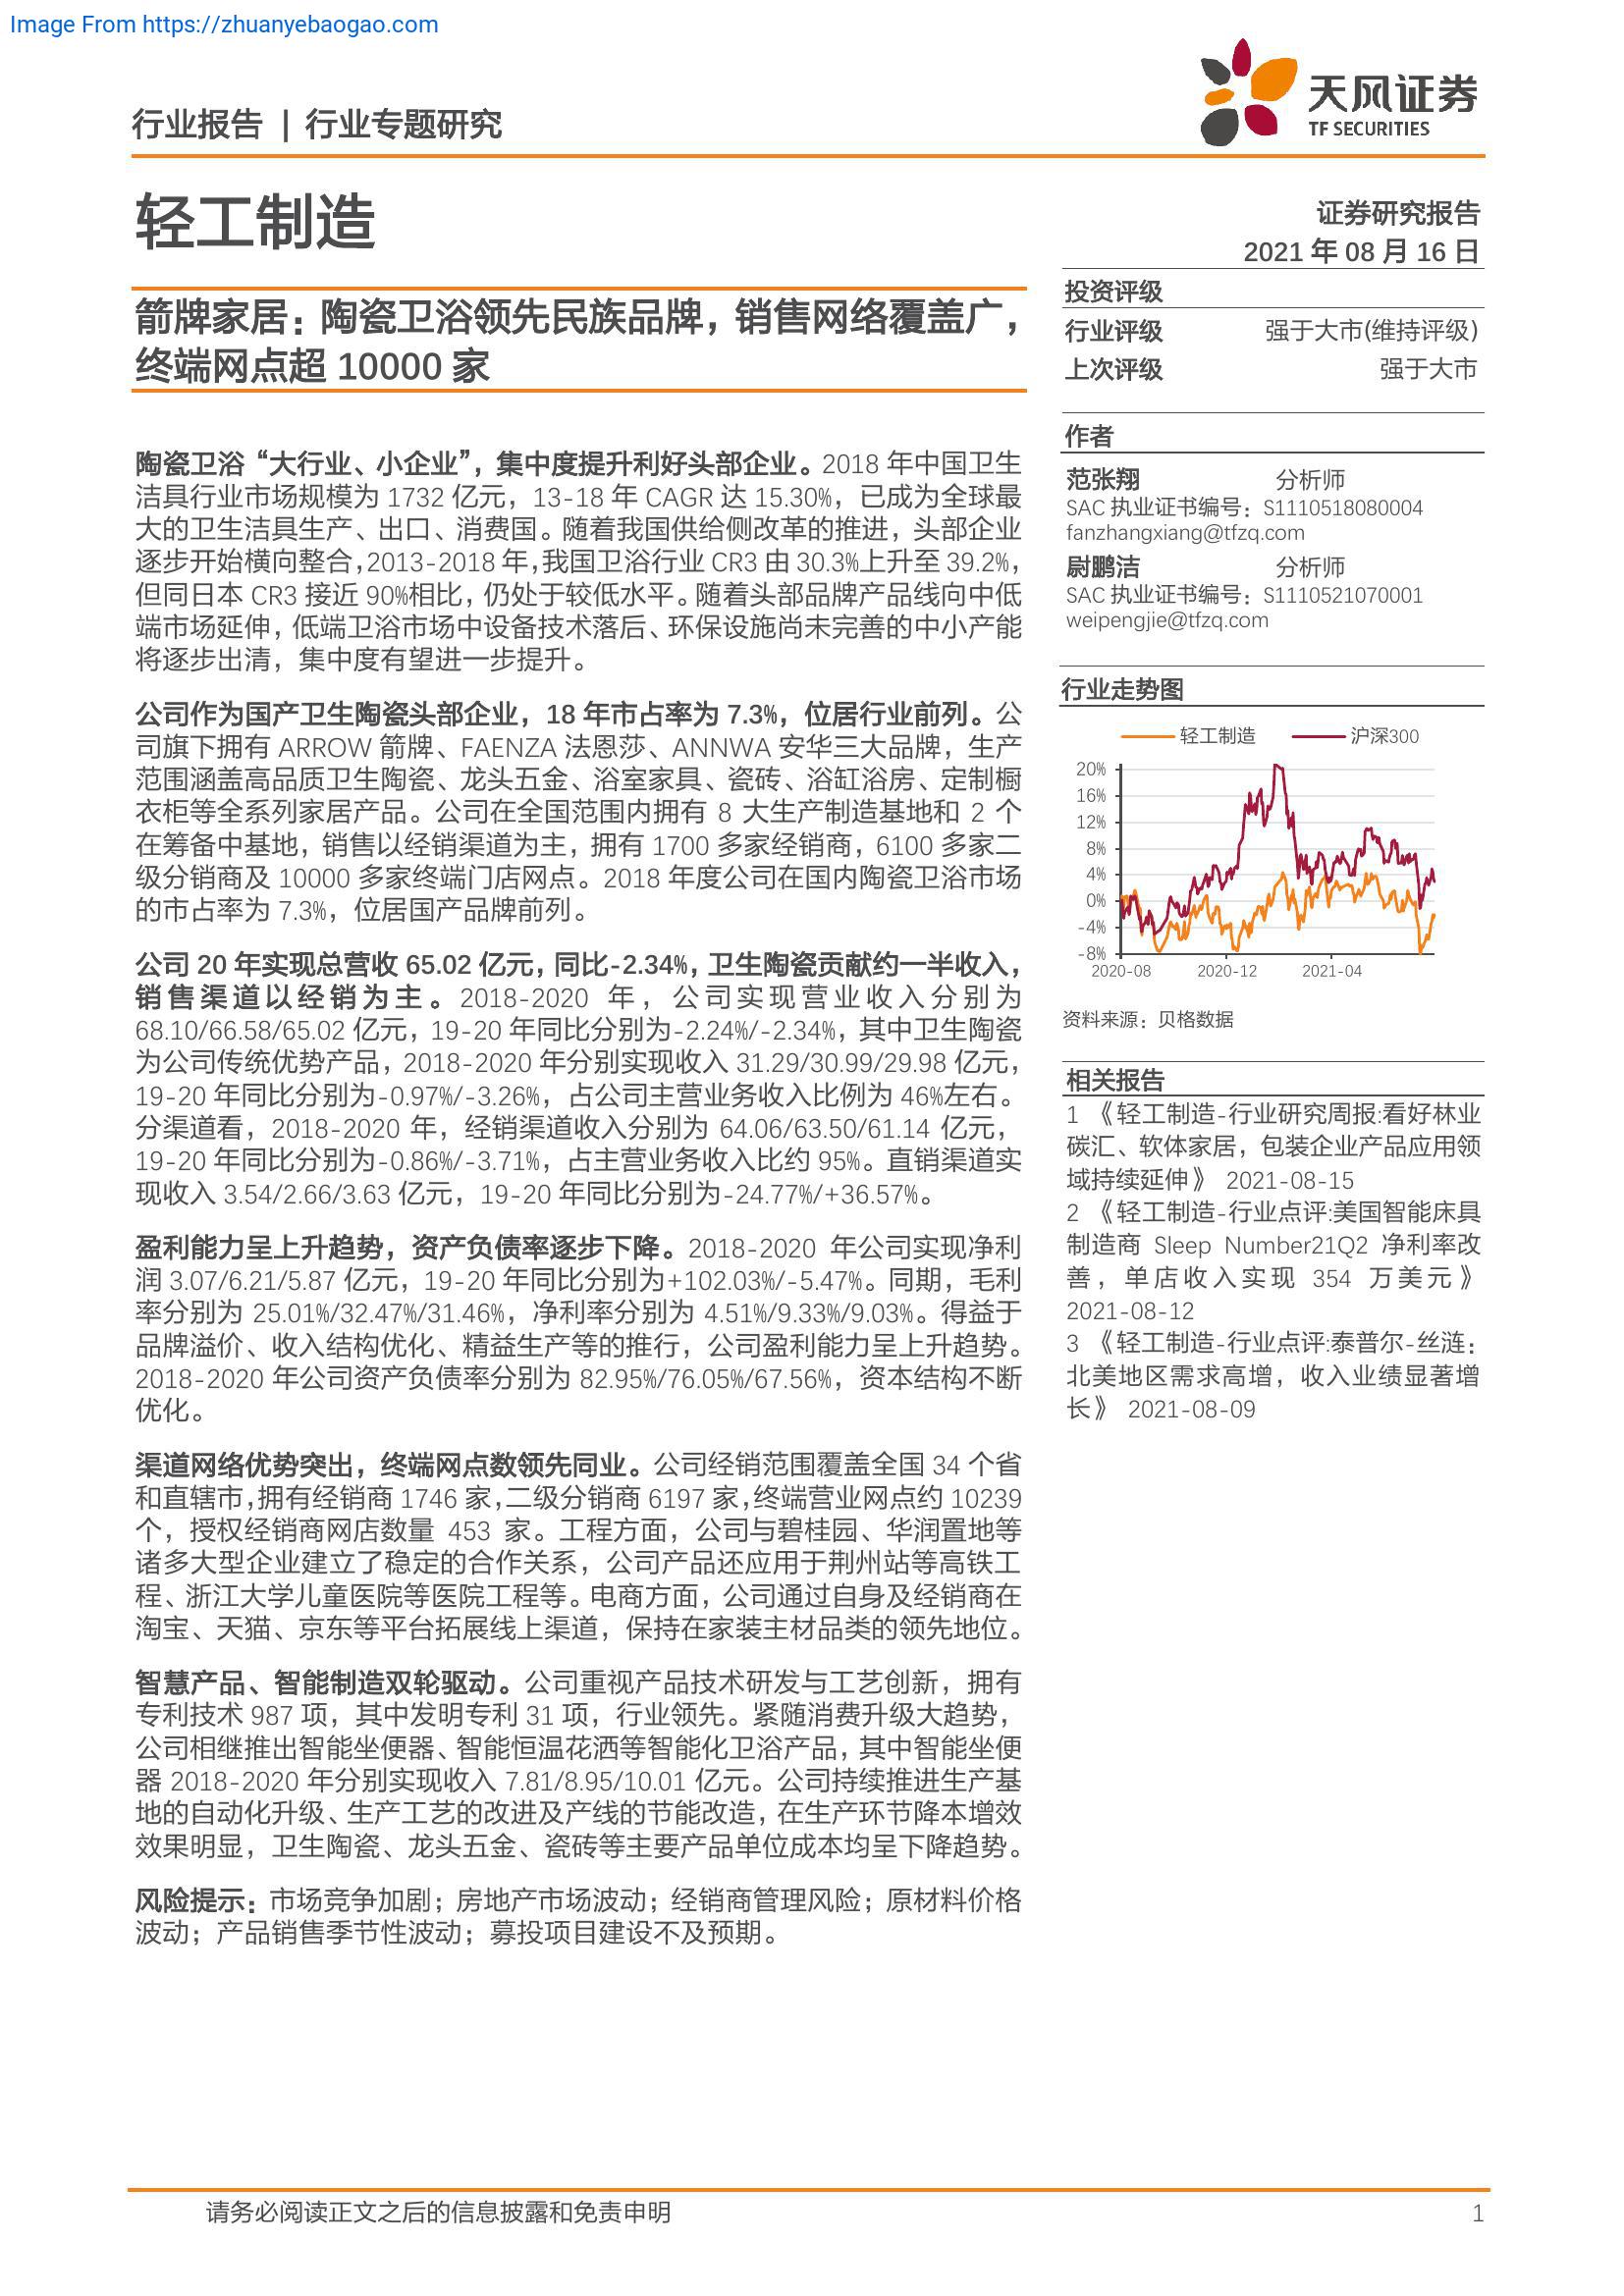 Image From https://zhuanyebaogao.com
行业报告 | 行业专题研究
天风证券
TF SECURITIES
轻工制造
证券研究报告
2021 年 08 月 16 日
箭牌家居：陶瓷卫浴领先民族品牌，销售网络覆盖广，
终端网点超 10000 家
陶瓷卫浴“大行业、小企业”，集中度提升利好头部企业。2018 年中国卫生
洁具行业市场规模为 1732 亿元，13-18 年 CAGR 达 15.30%，已成为全球最
大的卫生洁具生产、出口、消费国。随着我国供给侧改革的推进，头部企业
逐步开始横向整合，2013-2018 年，我国卫浴行业 CR3 由 30.3%上升至 39.2%，
但同日本 CR3 接近 90%相比，仍处于较低水平。随着头部品牌产品线向中低
端市场延伸，低端卫浴市场中设备技术落后、环保设施尚未完善的中小产能
将逐步出清，集中度有望进一步提升。
公司作为国产卫生陶瓷头部企业，18 年市占率为 7.3%，位居行业前列。公
司旗下拥有 ARROW 箭牌、FAENZA 法恩莎、ANNWA 安华三大品牌，生产
范围涵盖高品质卫生陶瓷、龙头五金、浴室家具、瓷砖、浴缸浴房、定制橱
衣柜等全系列家居产品。公司在全国范围内拥有 8 大生产制造基地和 2 个
在筹备中基地，销售以经销渠道为主，拥有 1700 多家经销商，6100 多家二
级分销商及 10000 多家终端门店网点。2018 年度公司在国内陶瓷卫浴市场
的市占率为 7.3%，位居国产品牌前列。
公司 20 年实现总营收 65.02 亿元，同比-2.34%，卫生陶瓷贡献约一半收入，
销售渠道以经销为主。2018-2020 年，公司实现营业收入分别为
68.10/66.58/65.02 亿元，19-20 年同比分别为-2.24%/-2.34%，其中卫生陶瓷
为公司传统优势产品，2018-2020 年分别实现收入 31.29/30.99/29.98 亿元，
19-20 年同比分别为-0.97%/-3.26%，占公司主营业务收入比例为 46%左右。
分渠道看，2018-2020 年，经销渠道收入分别为 64.06/63.50/61.14 亿元，
19-20 年同比分别为-0.86%/-3.71%，占主营业务收入比约 95%。直销渠道实
现收入 3.54/2.66/3.63 亿元，19-20 年同比分别为-24.77%/+36.57%。
盈利能力呈上升趋势，资产负债率逐步下降。2018-2020 年公司实现净利
润 3.07/6.21/5.87 亿元，19-20 年同比分别为+102.03%/-5.47%。同期，毛利
率分别为 25.01%/32.47%/31.46%，净利率分别为 4.51%/9.33%/9.03%。得益于
品牌溢价、收入结构优化、精益生产等的推行，公司盈利能力呈上升趋势。
2018-2020 年公司资产负债率分别为 82.95%/76.05%/67.56%，资本结构不断
优化。
渠道网络优势突出，终端网点数领先同业。公司经销范围覆盖全国 34 个省
和直辖市，拥有经销商 1746 家，二级分销商 6197 家，终端营业网点约 10239
个，授权经销商网店数量 453 家。工程方面，公司与碧桂园、华润置地等
诸多大型企业建立了稳定的合作关系，公司产品还应用于荆州站等高铁工
程、浙江大学儿童医院等医院工程等。电商方面，公司通过自身及经销商在
淘宝、天猫、京东等平台拓展线上渠道，保持在家装主材品类的领先地位。
智慧产品、智能制造双轮驱动。公司重视产品技术研发与工艺创新，拥有
专利技术 987 项，其中发明专利 31 项，行业领先。紧随消费升级大趋势，
公司相继推出智能坐便器、智能恒温花洒等智能化卫浴产品，其中智能坐便
器 2018-2020 年分别实现收入 7.81/8.95/10.01 亿元。公司持续推进生产基
地的自动化升级、生产工艺的改进及产线的节能改造，在生产环节降本增效
效果明显，卫生陶瓷、龙头五金、瓷砖等主要产品单位成本均呈下降趋势。
风险提示：市场竞争加剧；房地产市场波动；经销商管理风险；原材料价格
波动；产品销售季节性波动；募投项目建设不及预期。
投资评级
行业评级 强于大市(维持评级)
上次评级 强于大市
作者
范张翔 分析师
SAC 执业证书编号：S1110518080004
fanzhangxiang@tfzq.com
尉鹏洁 分析师
SAC 执业证书编号：S1110521070001
weipengjie@tfzq.com
行业走势图
轻工制造 沪深300
20%
16%
12%
8%
4%
0%
-4%
-8%
2020-08 2020-12 2021-04
资料来源：贝格数据
相关报告
1 《轻工制造-行业研究周报:看好林业
碳汇、软体家居，包装企业产品应用领
域持续延伸》 2021-08-15
2 《轻工制造-行业点评:美国智能床具
制造商 Sleep Number21Q2 净利率改
善，单店收入实现 354 万美元》
2021-08-12
3 《轻工制造-行业点评:泰普尔-丝涟：
北美地区需求高增，收入业绩显著增
长》 2021-08-09
请务必阅读正文之后的信息披露和免责申明 1